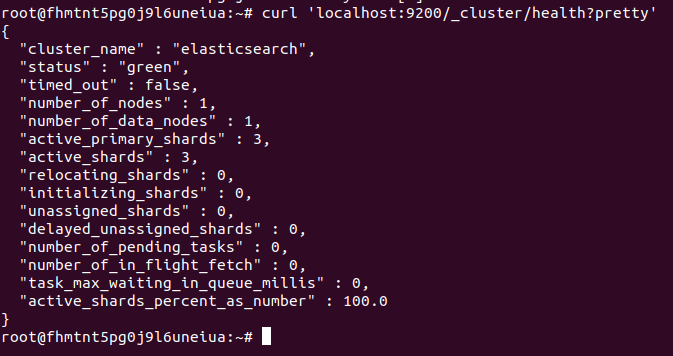 root@fhmtnt5pg0j9l6uneiua:~# curl 'localhost:9200/_cluster/health?pretty'
{
  "cluster_name" : "elasticsearch",
  "status" : "green",
  "timed_out" : false,
  "number_of_nodes" : 1,
  "number_of_data_nodes" : 1,
  "active_primary_shards" : 3,
  "active_shards" : 3,
  "relocating_shards" : 0,
  "initializing_shards" : 0,
  "unassigned_shards" : 0,
  "delayed_unassigned_shards" : 0,
  "number_of_pending_tasks" : 0,
  "number_of_in_flight_fetch" : 0,
  "task_max_waiting_in_queue_millis" : 0,
  "active_shards_percent_as_number" : 100.0
}
root@fhmtnt5pg0j9l6uneiua:~#